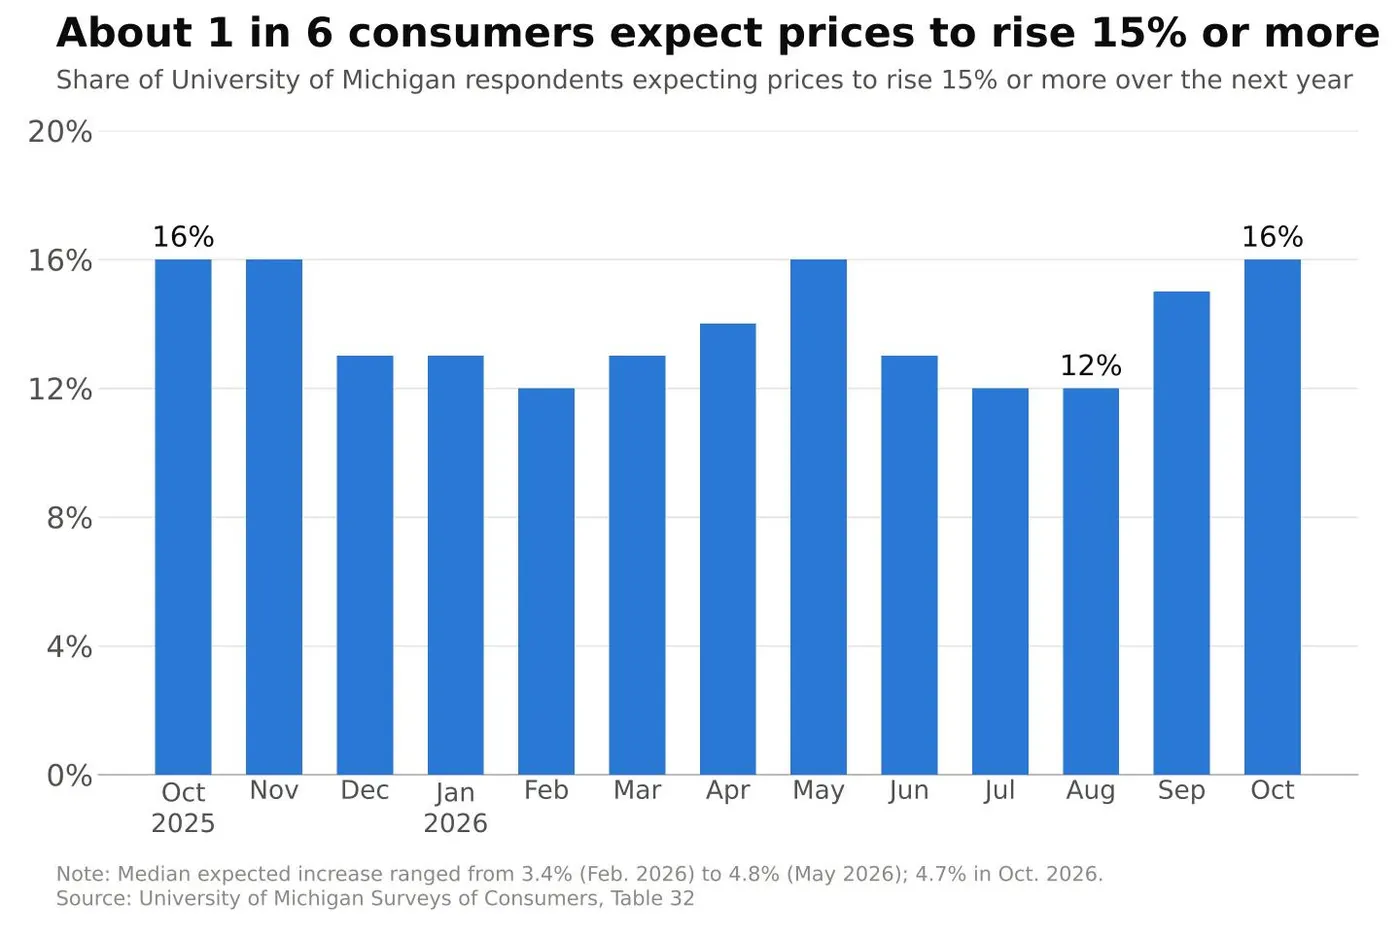 About 1 in 6 consumers expect prices to rise 15% or more
Share of University of Michigan respondents expecting prices to rise 15% or more over the next year
20%
16%
12%
8%
4%
0%
16%
12%
16%
Oct Nov Dec Jan Feb Mar Apr May Jun Jul Aug Sep Oct
2025 2026
Note: Median expected increase ranged from 3.4% (Feb. 2026) to 4.8% (May 2026); 4.7% in Oct. 2026.
Source: University of Michigan Surveys of Consumers, Table 32